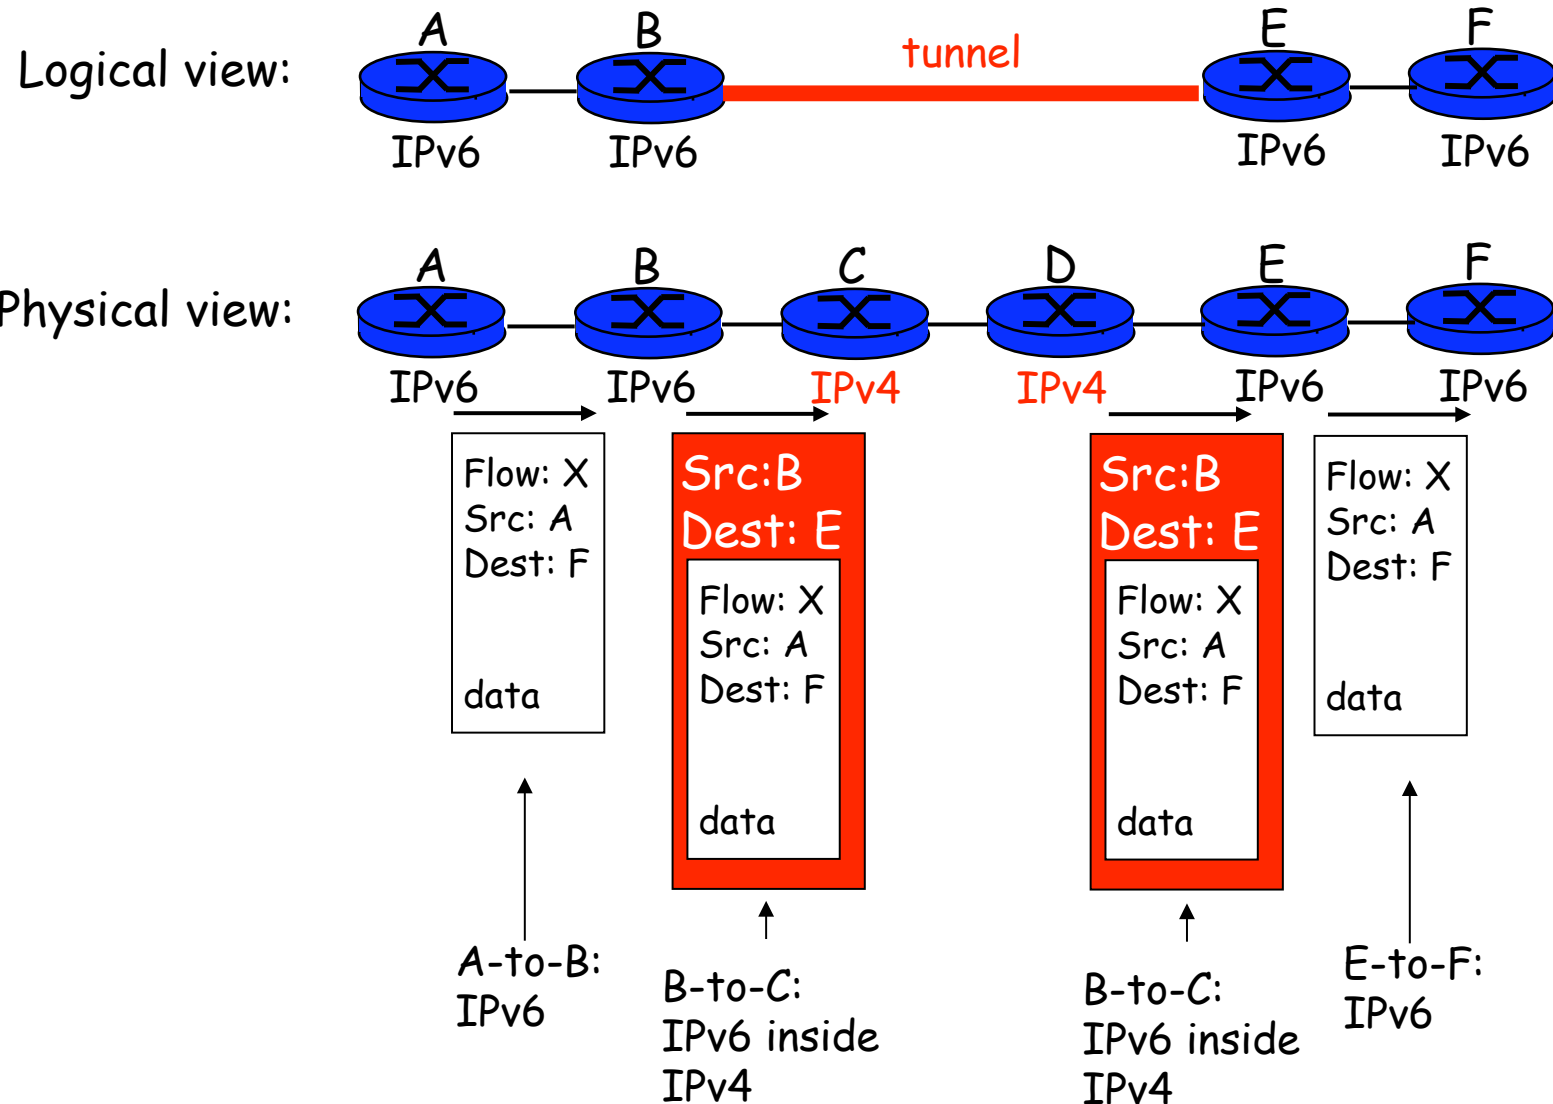 A B E F
Logical view:
tunnel
IPv6 IPv6 IPv6 IPv6
A B C D E F
Physical view:
IPv6 IPv6 IPv4 IPv4 IPv6 IPv6
Flow: X
Src: A
Dest: F
data
Src:B
Dest: E
Flow: X
Src: A
Dest: F
data
Src:B
Dest: E
Flow: X
Src: A
Dest: F
data
Flow: X
Src: A
Dest: F
data
A-to-B:
IPv6
B-to-C:
IPv6 inside
IPv4
B-to-C:
IPv6 inside
IPv4
E-to-F:
IPv6